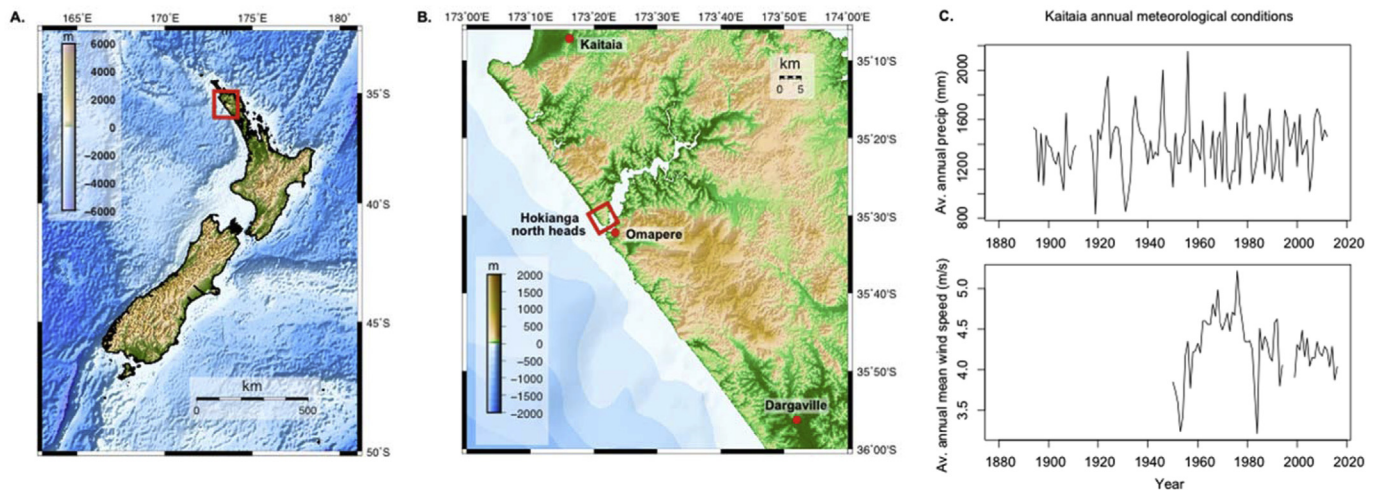 A.
165°E 170°E 175°E 180°
m
6000
4000
2000
0
−2000
−4000
−6000
35°S
40°S
45°S
50°S
km
0 500
B.
173°00'E 173°10'E 173°20'E 173°30'E 173°40'E 173°50'E 174°00'E
Kaitaia
km
0 5
35°10'S
35°20'S
35°30'S
35°40'S
35°50'S
36°00'S
Hokianga
north heads
Omapere
m
2000
1500
1000
500
0
−500
−1000
−1500
−2000
Dargaville
C.
Kaitaia annual meteorological conditions
Av. annual precip (mm)
2000
1600
1200
800
1880 1900 1920 1940 1960 1980 2000 2020
Av. annual mean wind speed (m/s)
5.0
4.5
4.0
3.5
1880 1900 1920 1940 1960 1980 2000 2020
Year